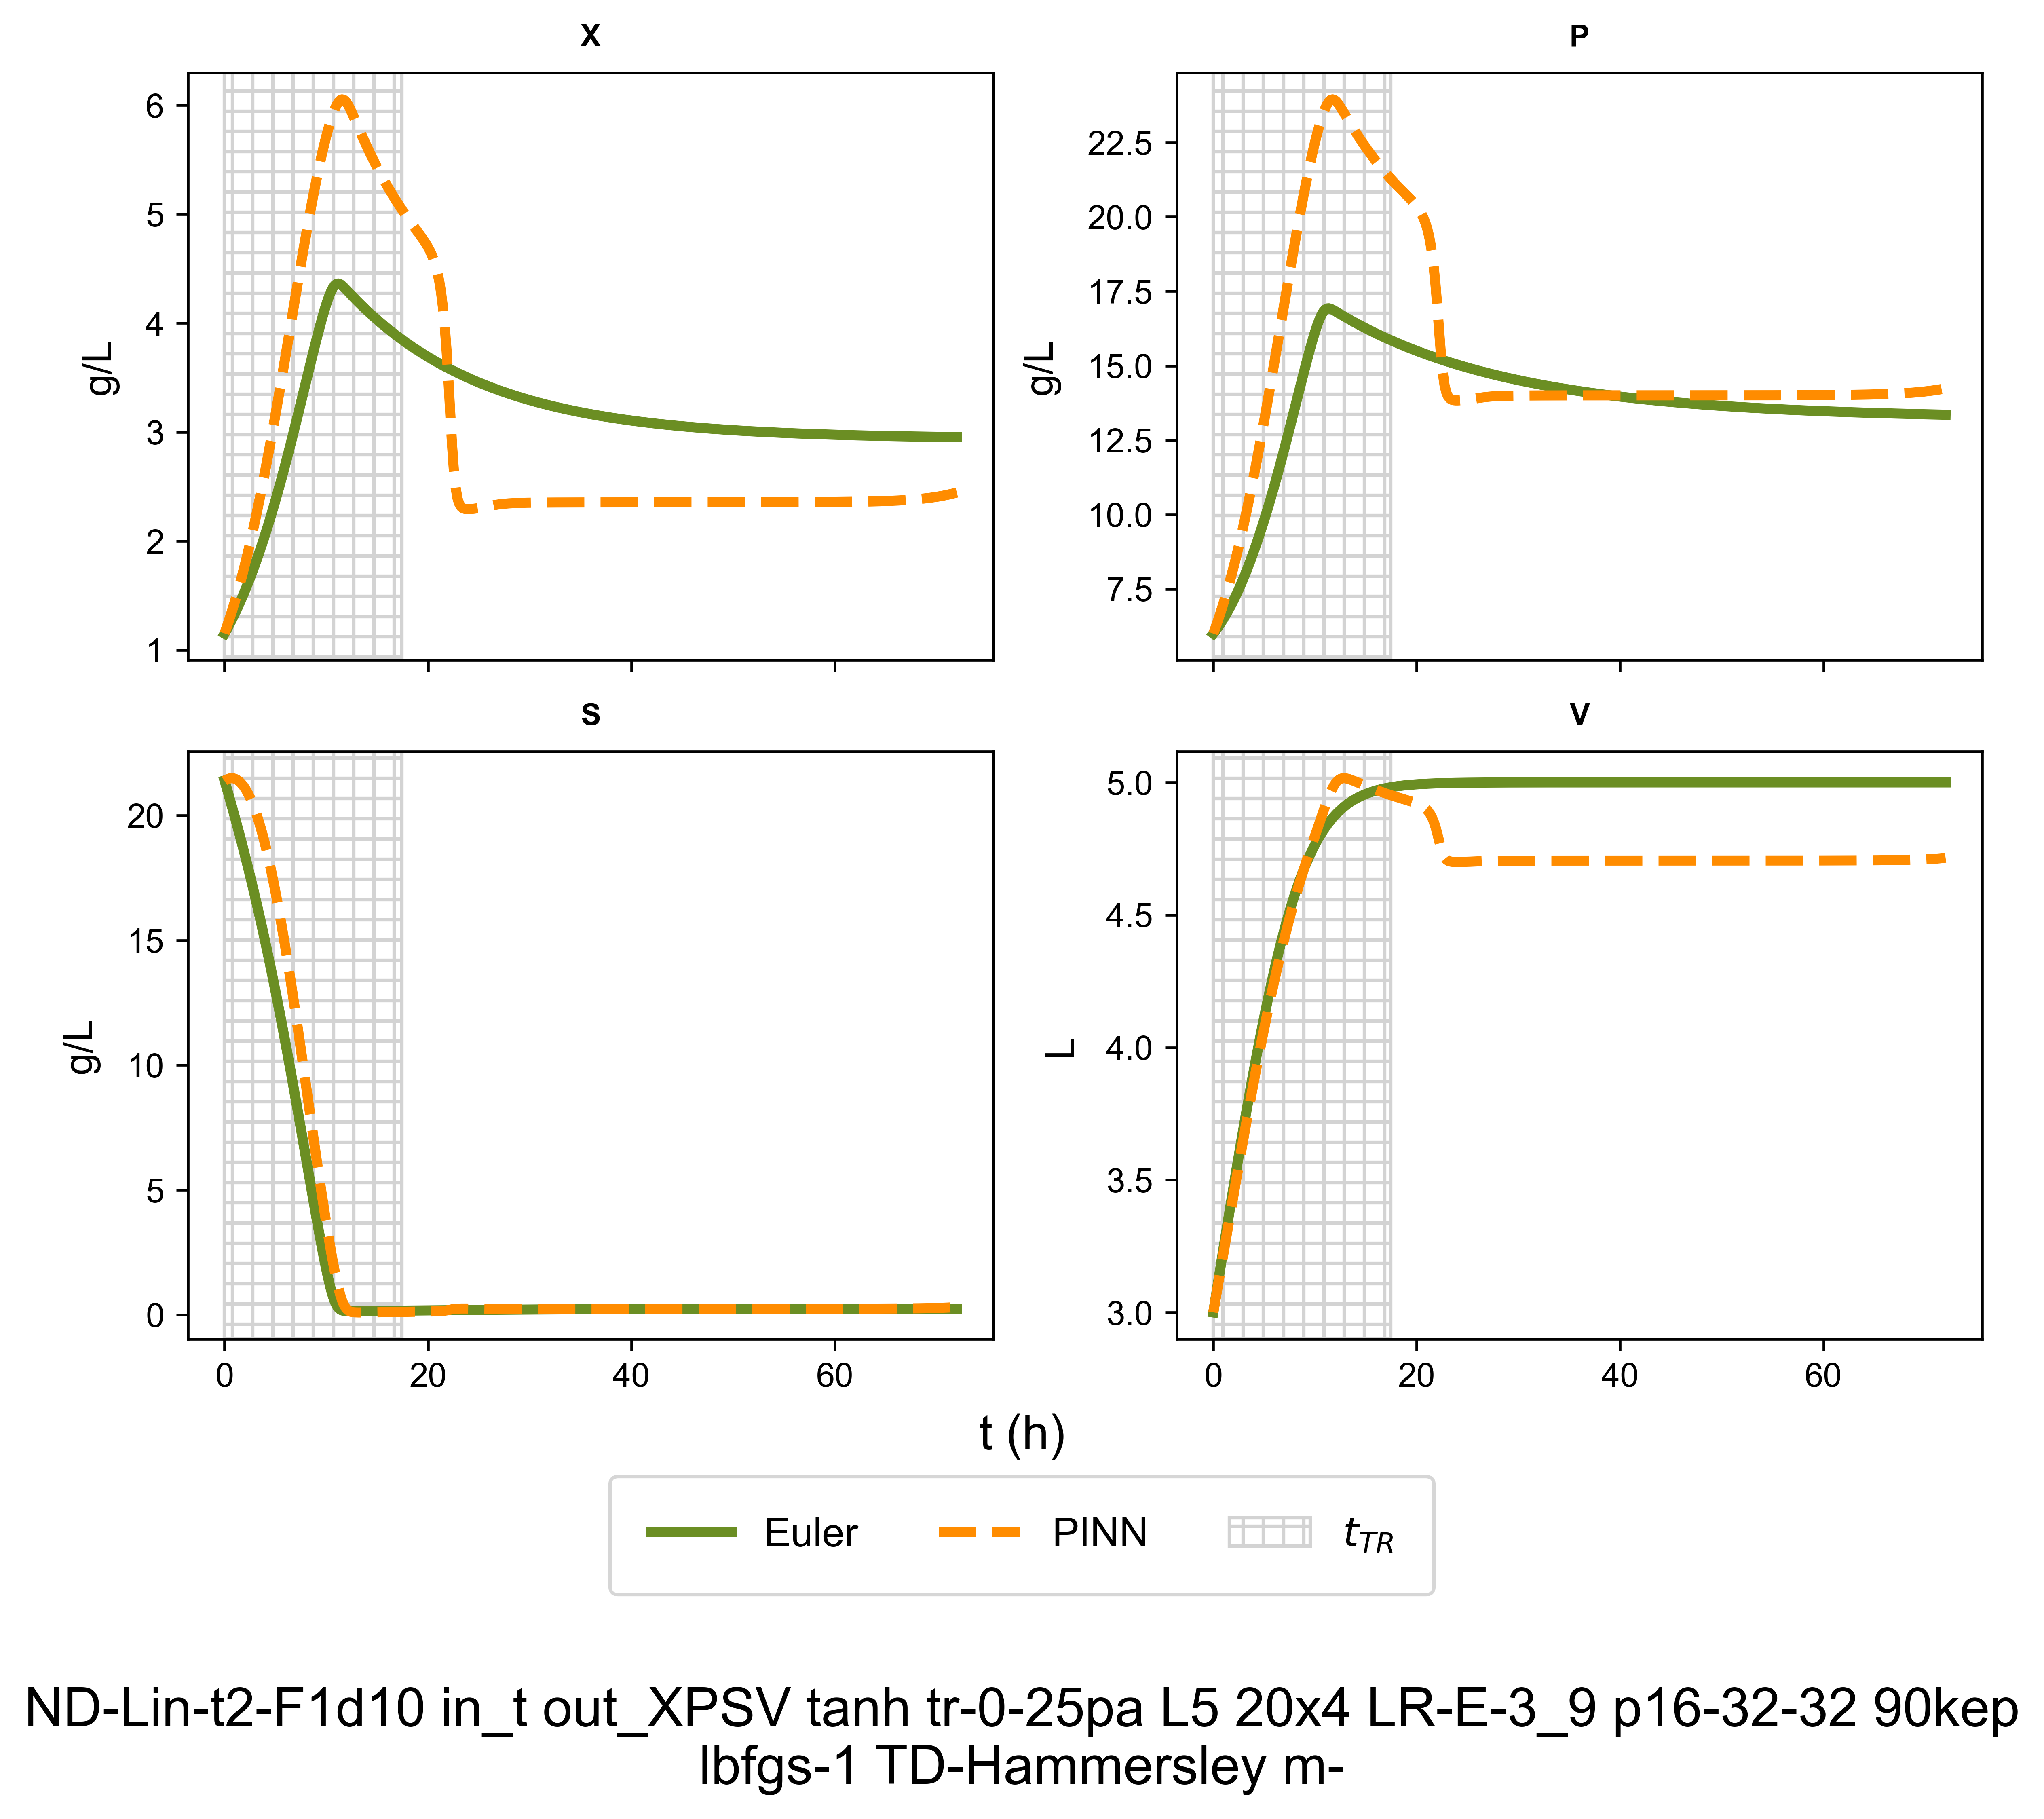 X
6
5
4
3
2
1
g/L
P
22.5
20.0
17.5
15.0
12.5
10.0
7.5
g/L
S
20
15
10
5
0
g/L
0 20 40 60
V
5.0
4.5
4.0
3.5
3.0
L
0 20 40 60
t (h)
Euler PINN t_TR
ND-Lin-t2-F1d10 in_t out_XPSV tanh tr-0-25pa L5 20x4 LR-E-3_9 p16-32-32 90kep
lbfgs-1 TD-Hammersley m-